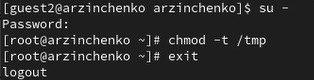 [guest2@arzinchenko arzinchenko]$ su -
Password:
[root@arzinchenko ~]# chmod -t /tmp
[root@arzinchenko ~]# exit
logout